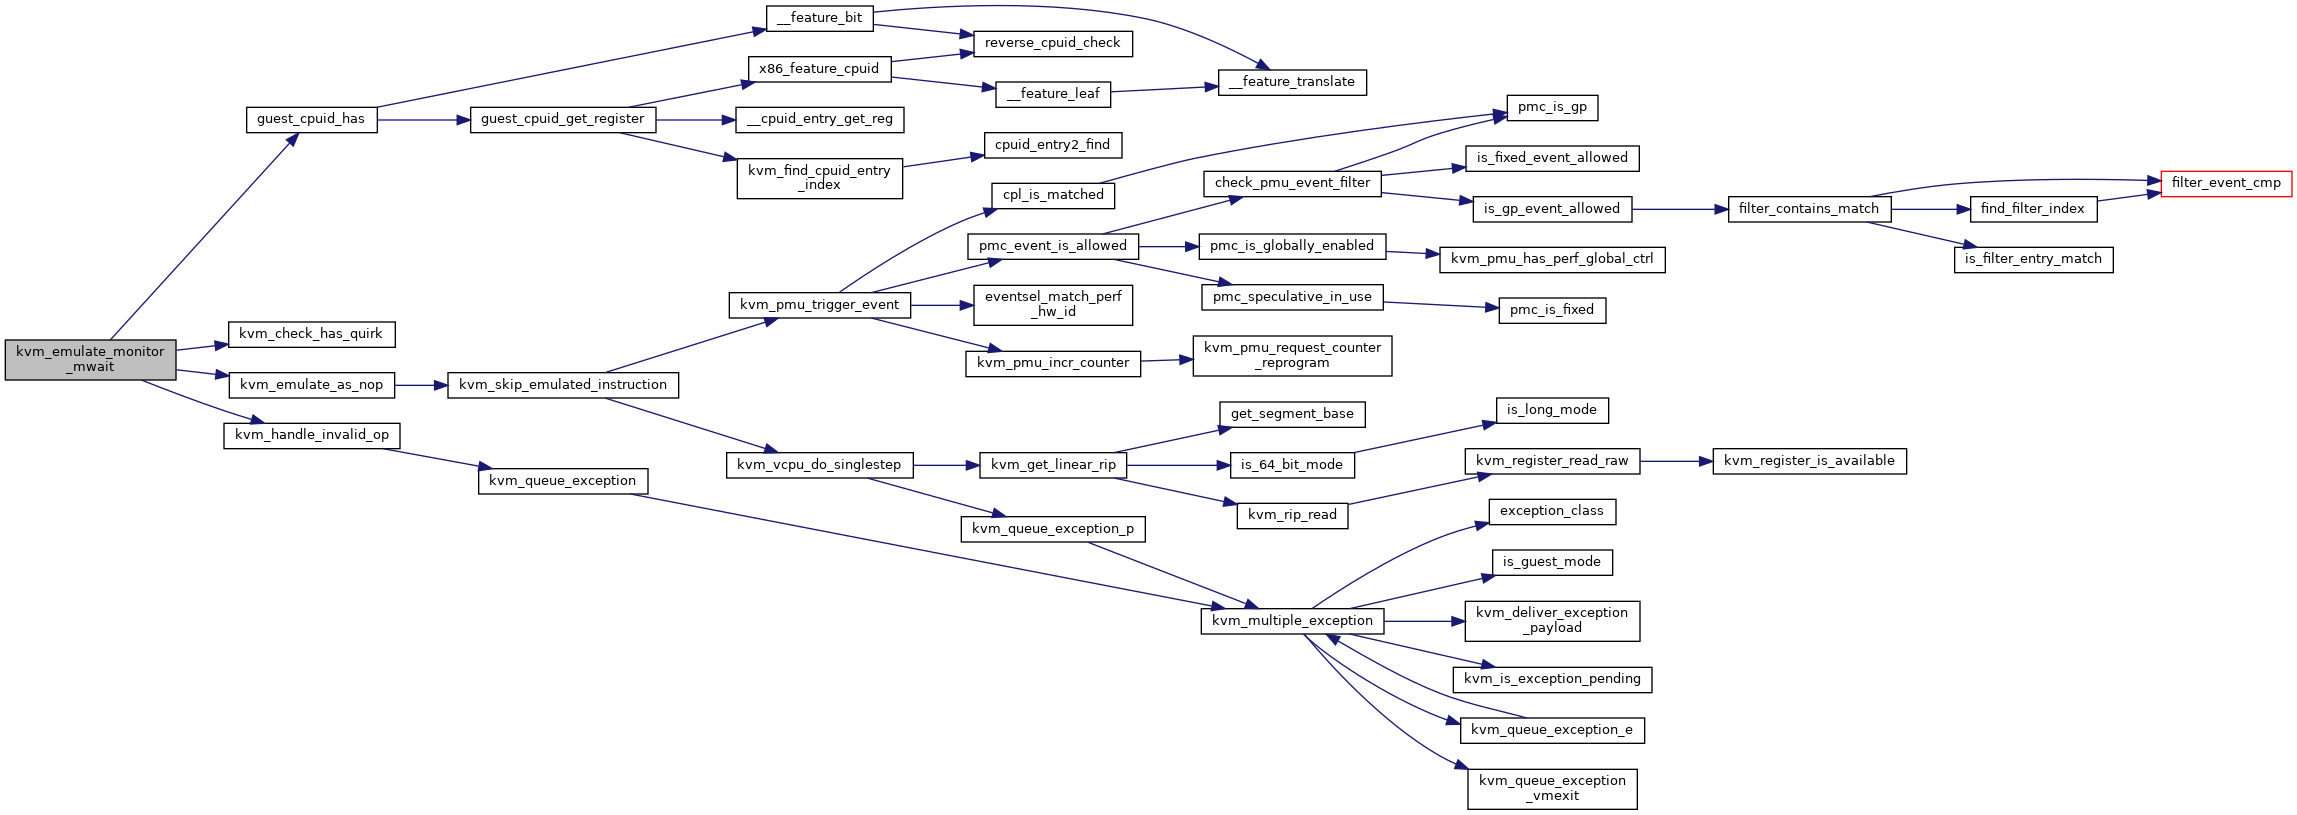 __feature_bit
reverse_cpuid_check
x86_feature_cpuid
__feature_translate
__feature_leaf
pmc_is_gp
guest_cpuid_has
guest_cpuid_get_register
__cpuid_entry_get_reg
cpuid_entry2_find
is_fixed_event_allowed
kvm_find_cpuid_entry
_index
check_pmu_event_filter
filter_event_cmp
cpl_is_matched
is_gp_event_allowed
filter_contains_match
find_filter_index
pmc_event_is_allowed
pmc_is_globally_enabled
kvm_pmu_has_perf_global_ctrl
is_filter_entry_match
kvm_pmu_trigger_event
eventsel_match_perf
_hw_id
pmc_speculative_in_use
pmc_is_fixed
kvm_check_has_quirk
kvm_emulate_monitor
_mwait
kvm_pmu_incr_counter
kvm_pmu_request_counter
_reprogram
kvm_emulate_as_nop
kvm_skip_emulated_instruction
get_segment_base
is_long_mode
kvm_handle_invalid_op
kvm_vcpu_do_singlestep
kvm_get_linear_rip
is_64_bit_mode
kvm_register_read_raw
kvm_register_is_available
kvm_queue_exception
kvm_rip_read
exception_class
kvm_queue_exception_p
is_guest_mode
kvm_multiple_exception
kvm_deliver_exception
_payload
kvm_is_exception_pending
kvm_queue_exception_e
kvm_queue_exception
_vmexit